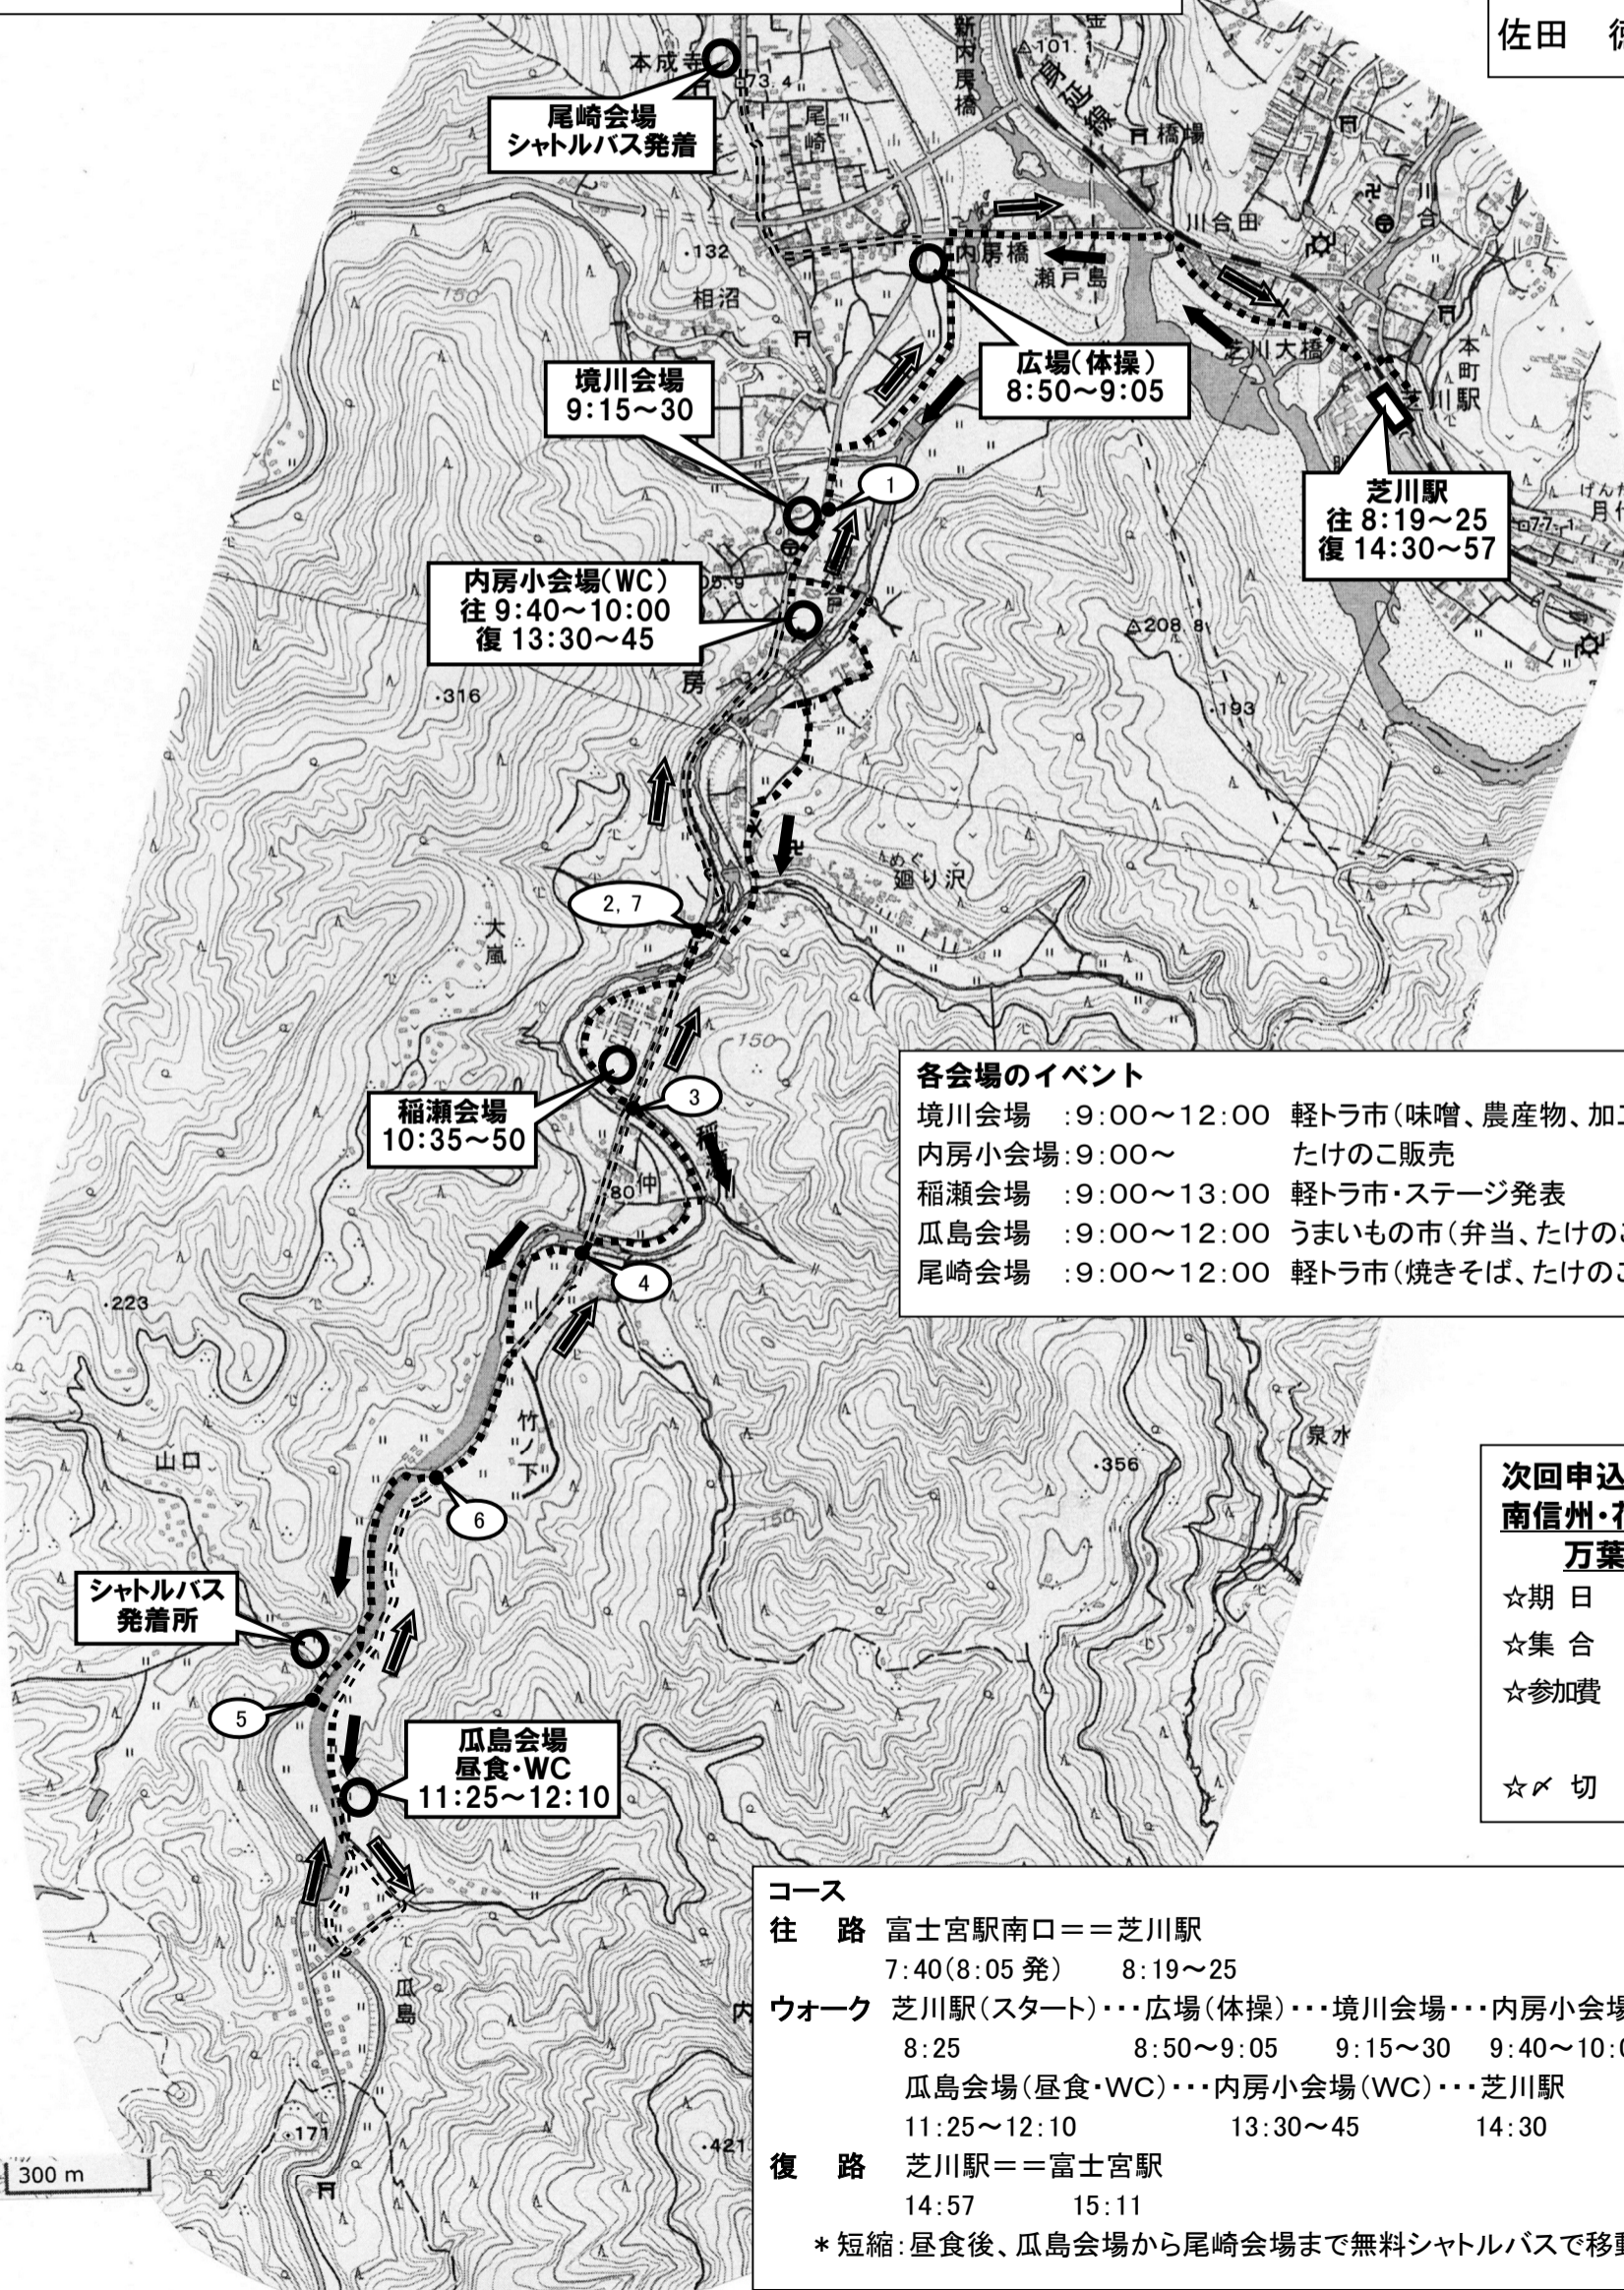 佐田
本成寺
73.4
尾崎会場
シャトルバス発着
尾崎
新内房橋
101.1
身延線
橋場
川合
川合田
132
相沼
150
内房橋
瀬戸島
芝川大橋
本町
芝川駅
境川会場
9:15～30
広場(体操)
8:50～9:05
1
芝川駅
往 8:19～25
復 14:30～57
77.1
内房小会場(WC)
往 9:40～10:00
復 13:30～45
208.8
房
316
193
廻り沢
めぐ
2, 7
大嵐
150
稲瀬会場
10:35～50
3
稲瀬川
仲
80
4
223
各会場のイベント
境川会場 :9:00～12:00 軽トラ市(味噌、農産物、加
内房小会場:9:00～ たけのこ販売
稲瀬会場 :9:00～13:00 軽トラ市・ステージ発表
瓜島会場 :9:00～12:00 うまいもの市(弁当、たけの
尾崎会場 :9:00～12:00 軽トラ市(焼きそば、たけのこ
竹ノ下
山口
泉水
356
6
150
次回申込
南信州・花
万葉
☆期 日
☆集 合
☆参加費
☆〆 切
シャトルバス
発着所
5
瓜島会場
昼食・WC
11:25～12:10
瓜島
内
171
421
300 m
コース
往 路 富士宮駅南口==芝川駅
7:40(8:05 発) 8:19～25
ウォーク 芝川駅(スタート)・・・広場(体操)・・・境川会場・・・内房小会場
8:25 8:50～9:05 9:15～30 9:40～10:0
瓜島会場(昼食・WC)・・・内房小会場(WC)・・・芝川駅
11:25～12:10 13:30～45 14:30
復 路 芝川駅==富士宮駅
14:57 15:11
*短縮:昼食後、瓜島会場から尾崎会場まで無料シャトルバスで移動